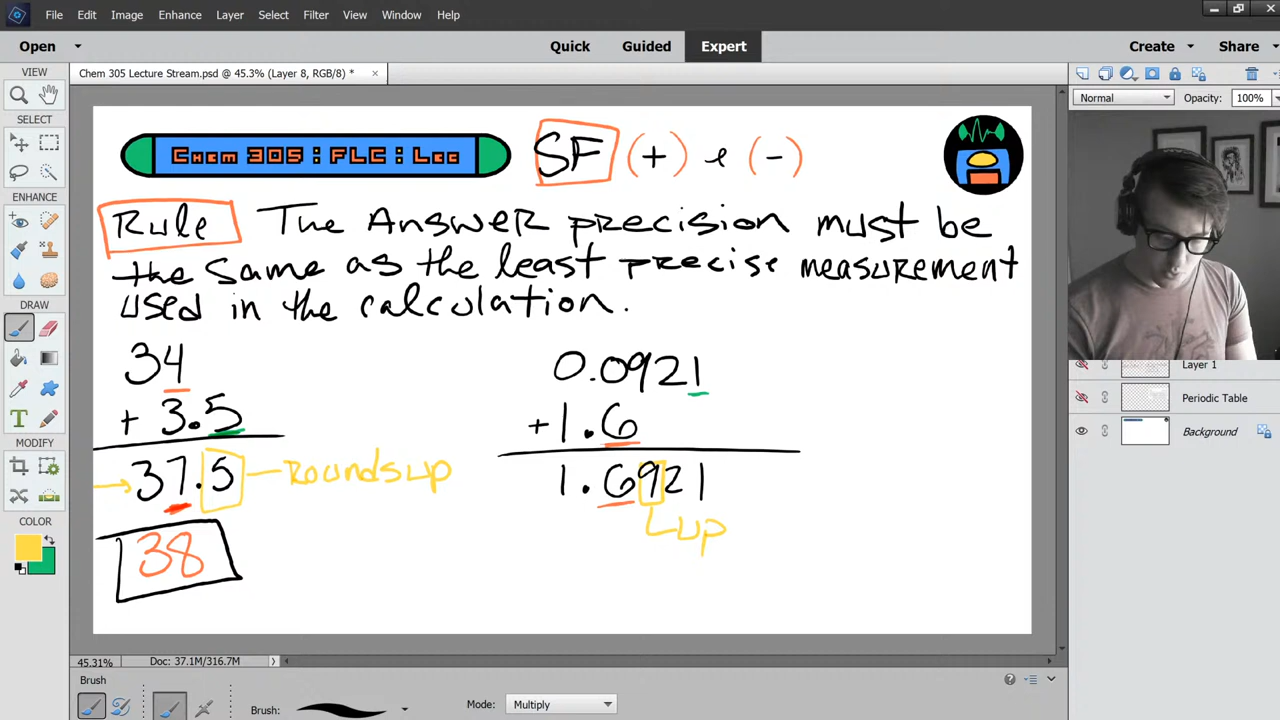 File Edit Image Enhance Layer Select Filter View Window Help
Open Quick Guided Expert Create Share
VIEW
Chem 305 Lecture Stream.psd @ 45.3% (Layer 8, RGB/8) *
Normal Opacity: 100%
SELECT
ENHANCE
DRAW
MODIFY
COLOR
Chem 305 : FLC : Lec
SF (+) e (-)
Rule The Answer precision must be
the same as the least precise measurement
used in the calculation.
34
+ 3.5
37.5 Rounds up
38
0.0921
+1.6
1.6921
up
Layer 1
Periodic Table
Background
45.31% Doc: 37.1M/316.7M
Brush
Brush: Mode: Multiply